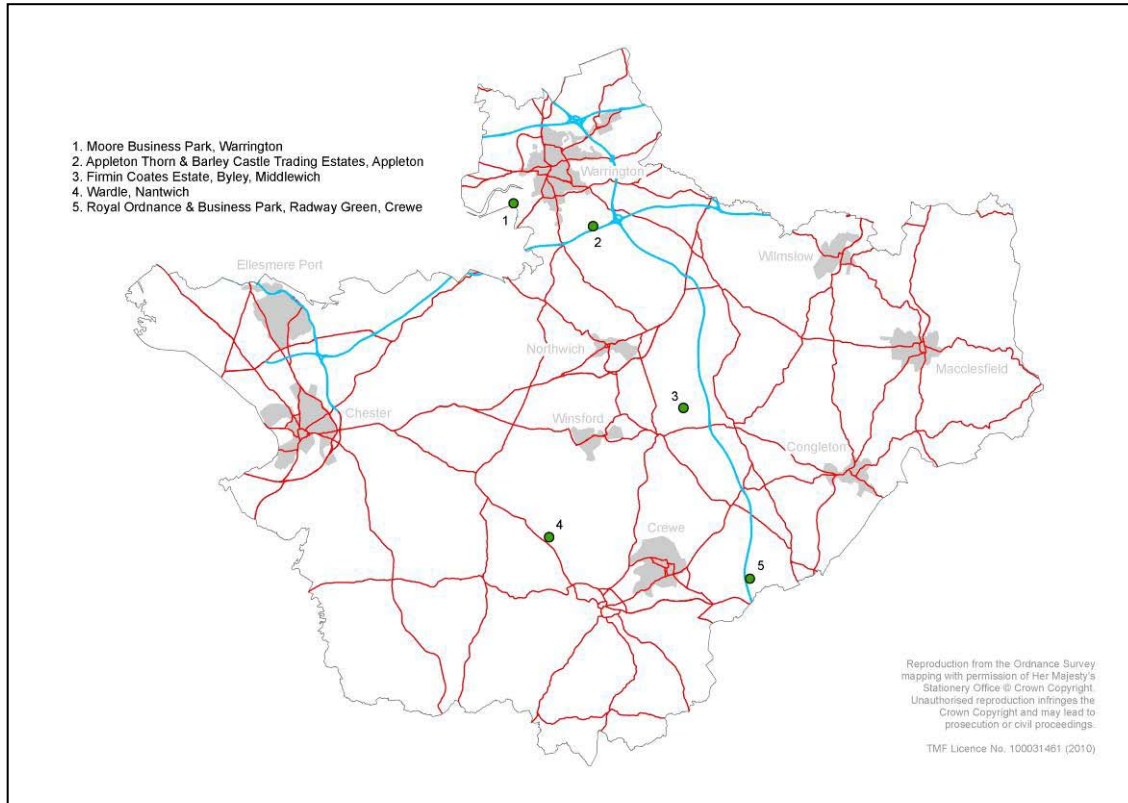 1. Moore Business Park, Warrington
2. Appleton Thorn & Barley Castle Trading Estates, Appleton
3. Firmin Coates Estate, Byley, Middlewich
4. Wardle, Nantwich
5. Royal Ordnance & Business Park, Radway Green, Crewe
Warrington
1
2
Wilmslow
Ellesmere Port
Northwich
Macclesfield
3
Chester
Winsford
Congleton
4
Crewe
5
Reproduction from the Ordnance Survey
mapping with permission of Her Majesty's
Stationery Office © Crown Copyright.
Unauthorised reproduction infringes the
Crown Copyright and may lead to
prosecution or civil proceedings.
TMF Licence No. 100031461 (2010)